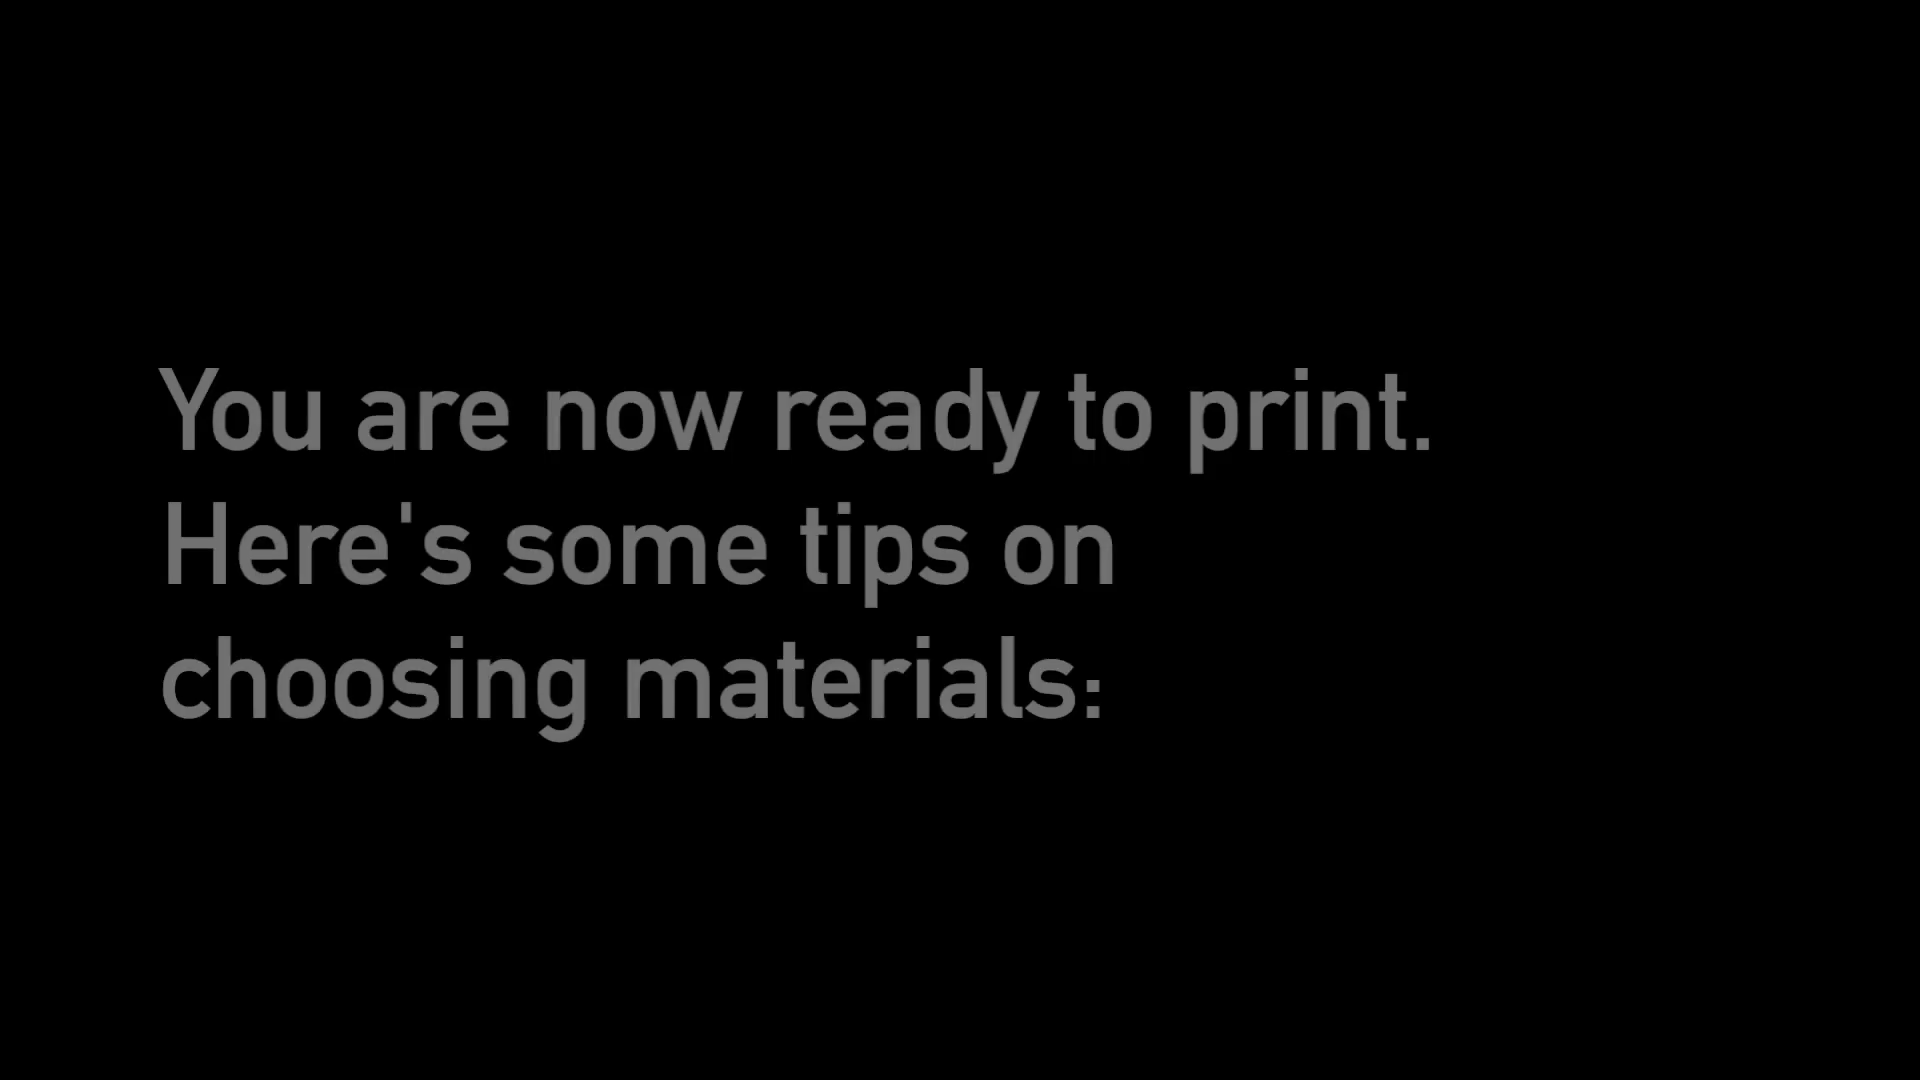 You are now ready to print.
Here's some tips on
choosing materials: